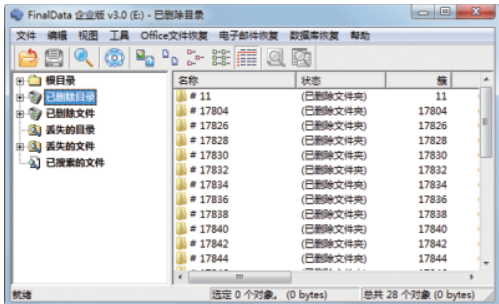 FinalData 企业版 v3.0 (E:) - 已删除目录
文件 编辑 视图 工具 Office文件恢复 电子邮件恢复 数据库恢复 帮助
根目录
已删除目录
已删除文件
丢失的目录
丢失的文件
已搜索的文件
名称 状态 簇
# 11 (已删除文件夹) 11
# 17804 (已删除文件夹) 17804
# 17826 (已删除文件夹) 17826
# 17828 (已删除文件夹) 17828
# 17830 (已删除文件夹) 17830
# 17832 (已删除文件夹) 17832
# 17834 (已删除文件夹) 17834
# 17836 (已删除文件夹) 17836
# 17838 (已删除文件夹) 17838
# 17840 (已删除文件夹) 17840
# 17842 (已删除文件夹) 17842
# 17844 (已删除文件夹) 17844
就绪 选定 0 个对象。 (0 bytes) 总共 28 个对象 (0 bytes)